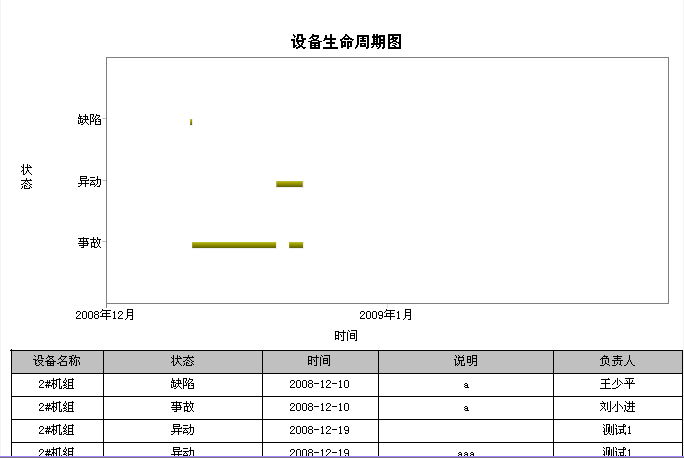 设备生命周期图
缺陷
状态
异动
事故
2008年12月
2009年1月
时间
设备名称 状态 时间 说明 负责人
2#机组 缺陷 2008-12-10 a 王少平
2#机组 事故 2008-12-10 a 刘小进
2#机组 异动 2008-12-19 测试1
2#机组 异动 2008-12-19 aaa 测试1